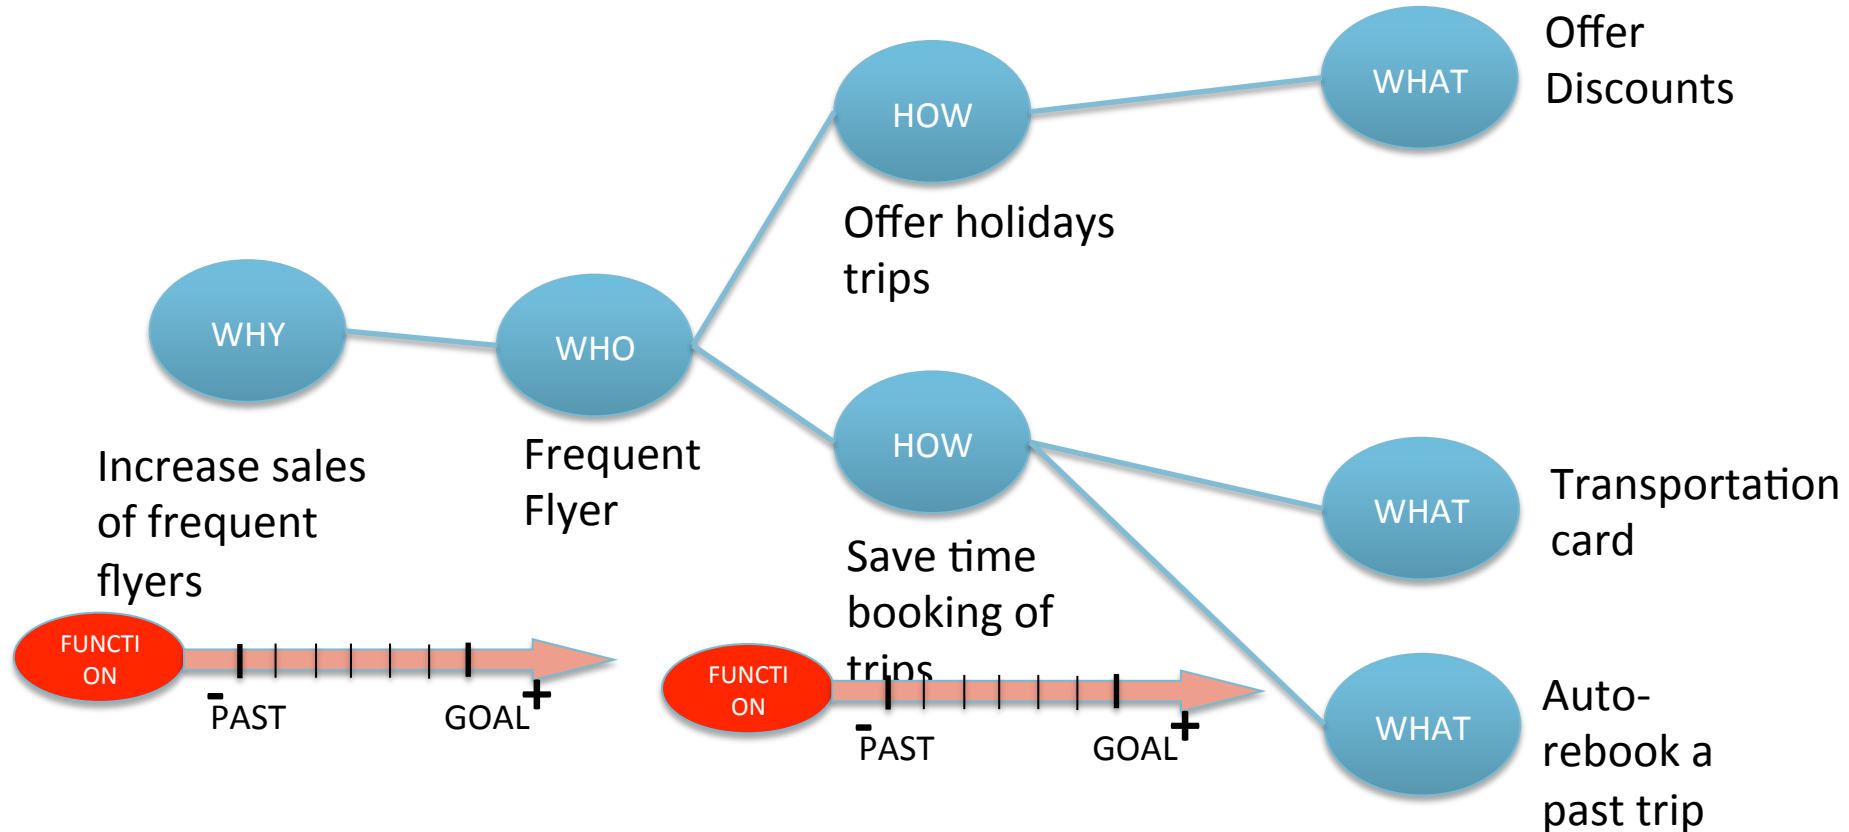 WHY
Increase sales
of frequent
flyers
WHO
Frequent
Flyer
HOW
Offer holidays
trips
WHAT
Offer
Discounts
HOW
Save time
booking of
trips
WHAT
Transportation
card
WHAT
Auto-
rebook a
past trip
FUNCTI
ON
-
PAST
GOAL
+
FUNCTI
ON
-
PAST
GOAL
+